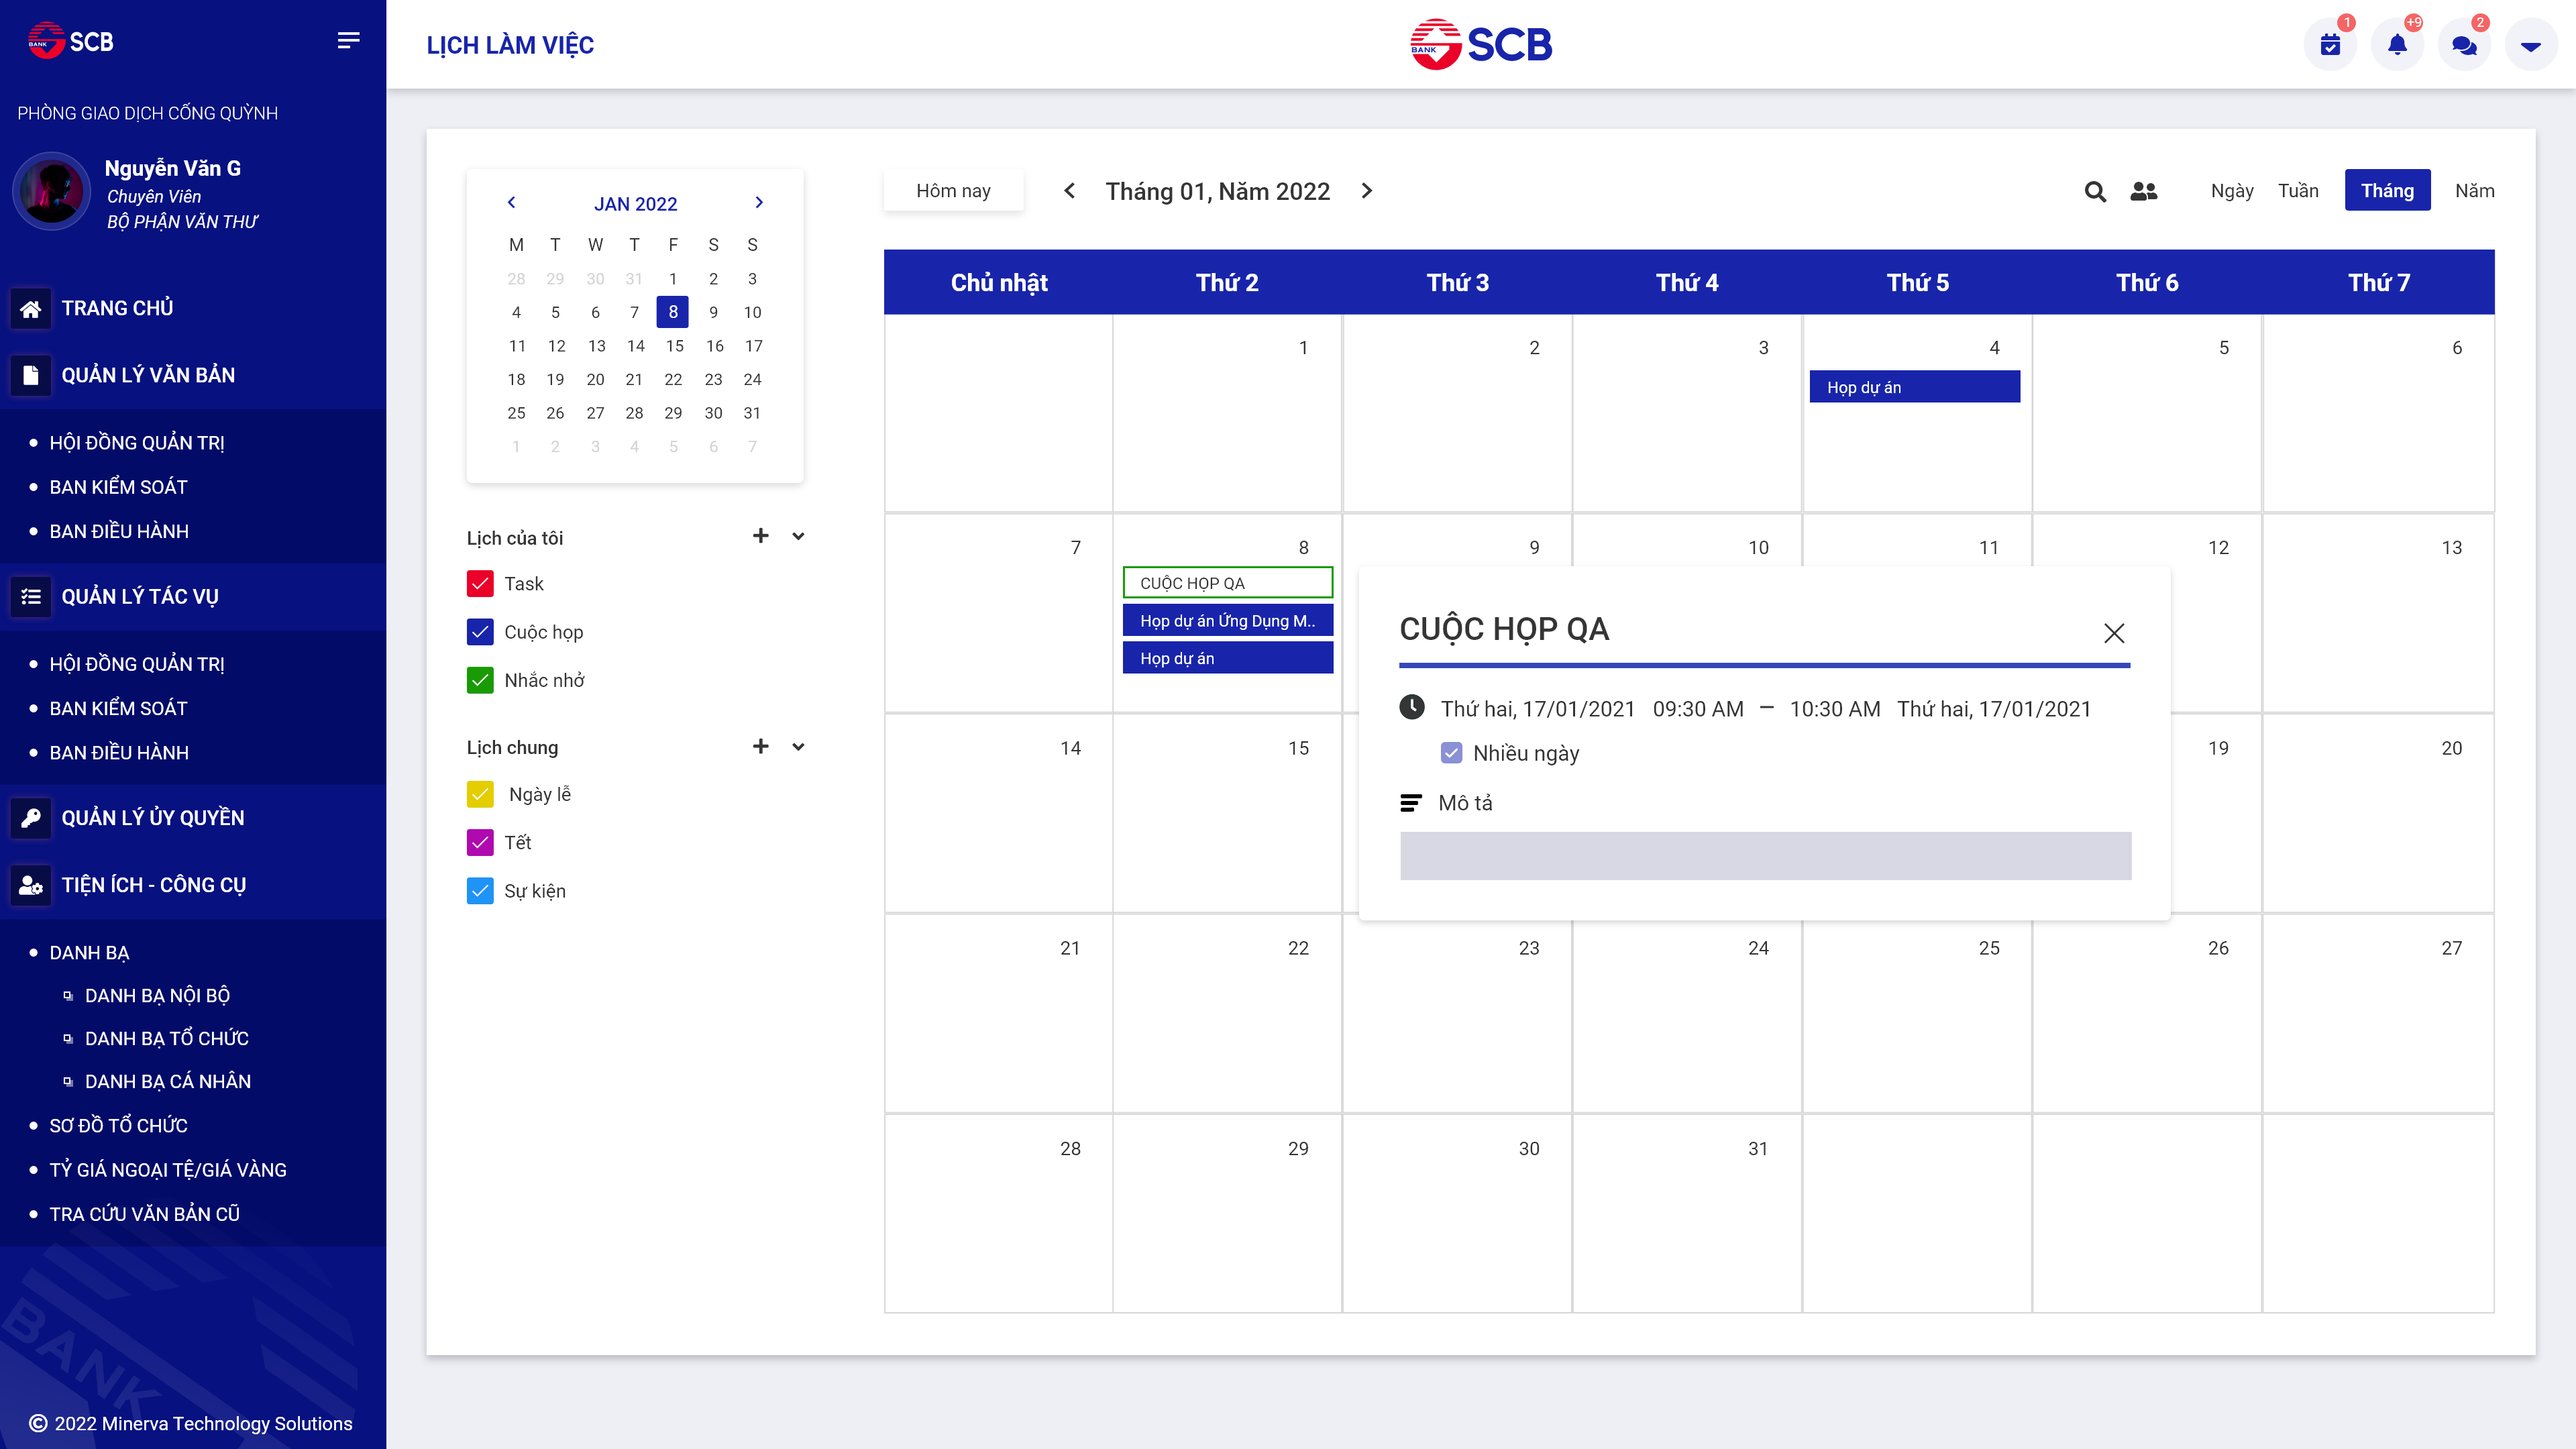 BANK SCB
PHÒNG GIAO DỊCH CỐNG QUỲNH
Nguyễn Văn G
Chuyên Viên
BỘ PHẬN VĂN THƯ
TRANG CHỦ
QUẢN LÝ VĂN BẢN
HỘI ĐỒNG QUẢN TRỊ
BAN KIỂM SOÁT
BAN ĐIỀU HÀNH
QUẢN LÝ TÁC VỤ
HỘI ĐỒNG QUẢN TRỊ
BAN KIỂM SOÁT
BAN ĐIỀU HÀNH
QUẢN LÝ ỦY QUYỀN
TIỆN ÍCH - CÔNG CỤ
DANH BẠ
DANH BẠ NỘI BỘ
DANH BẠ TỔ CHỨC
DANH BẠ CÁ NHÂN
SƠ ĐỒ TỔ CHỨC
TỶ GIÁ NGOẠI TỆ/GIÁ VÀNG
TRA CỨU VĂN BẢN CŨ
BANK
© 2022 Minerva Technology Solutions
LỊCH LÀM VIỆC
BANK SCB
1 +9 2
JAN 2022
M T W T F S S
28 29 30 31 1 2 3
4 5 6 7 8 9 10
11 12 13 14 15 16 17
18 19 20 21 22 23 24
25 26 27 28 29 30 31
1 2 3 4 5 6 7
Lịch của tôi
Task
Cuộc họp
Nhắc nhở
Lịch chung
Ngày lễ
Tết
Sự kiện
Hôm nay Tháng 01, Năm 2022 Ngày Tuần Tháng Năm
Chủ nhật Thứ 2 Thứ 3 Thứ 4 Thứ 5 Thứ 6 Thứ 7
1 2 3 4 5 6
Họp dự án
7 8 9 10 11 12 13
CUỘC HỌP QA
Họp dự án Ứng Dụng M..
Họp dự án
CUỘC HỌP QA
Thứ hai, 17/01/2021 09:30 AM – 10:30 AM Thứ hai, 17/01/2021
Nhiều ngày
Mô tả
14 15 19 20
21 22 23 24 25 26 27
28 29 30 31